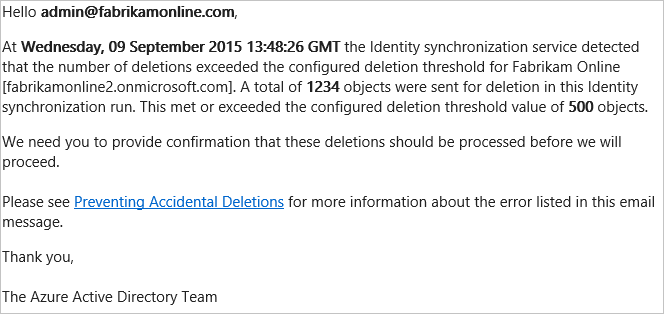 Hello admin@fabrikamonline.com,
At Wednesday, 09 September 2015 13:48:26 GMT the Identity synchronization service detected
that the number of deletions exceeded the configured deletion threshold for Fabrikam Online
[fabrikamonline2.onmicrosoft.com]. A total of 1234 objects were sent for deletion in this Identity
synchronization run. This met or exceeded the configured deletion threshold value of 500 objects.
We need you to provide confirmation that these deletions should be processed before we will
proceed.
Please see Preventing Accidental Deletions for more information about the error listed in this email
message.
Thank you,
The Azure Active Directory Team